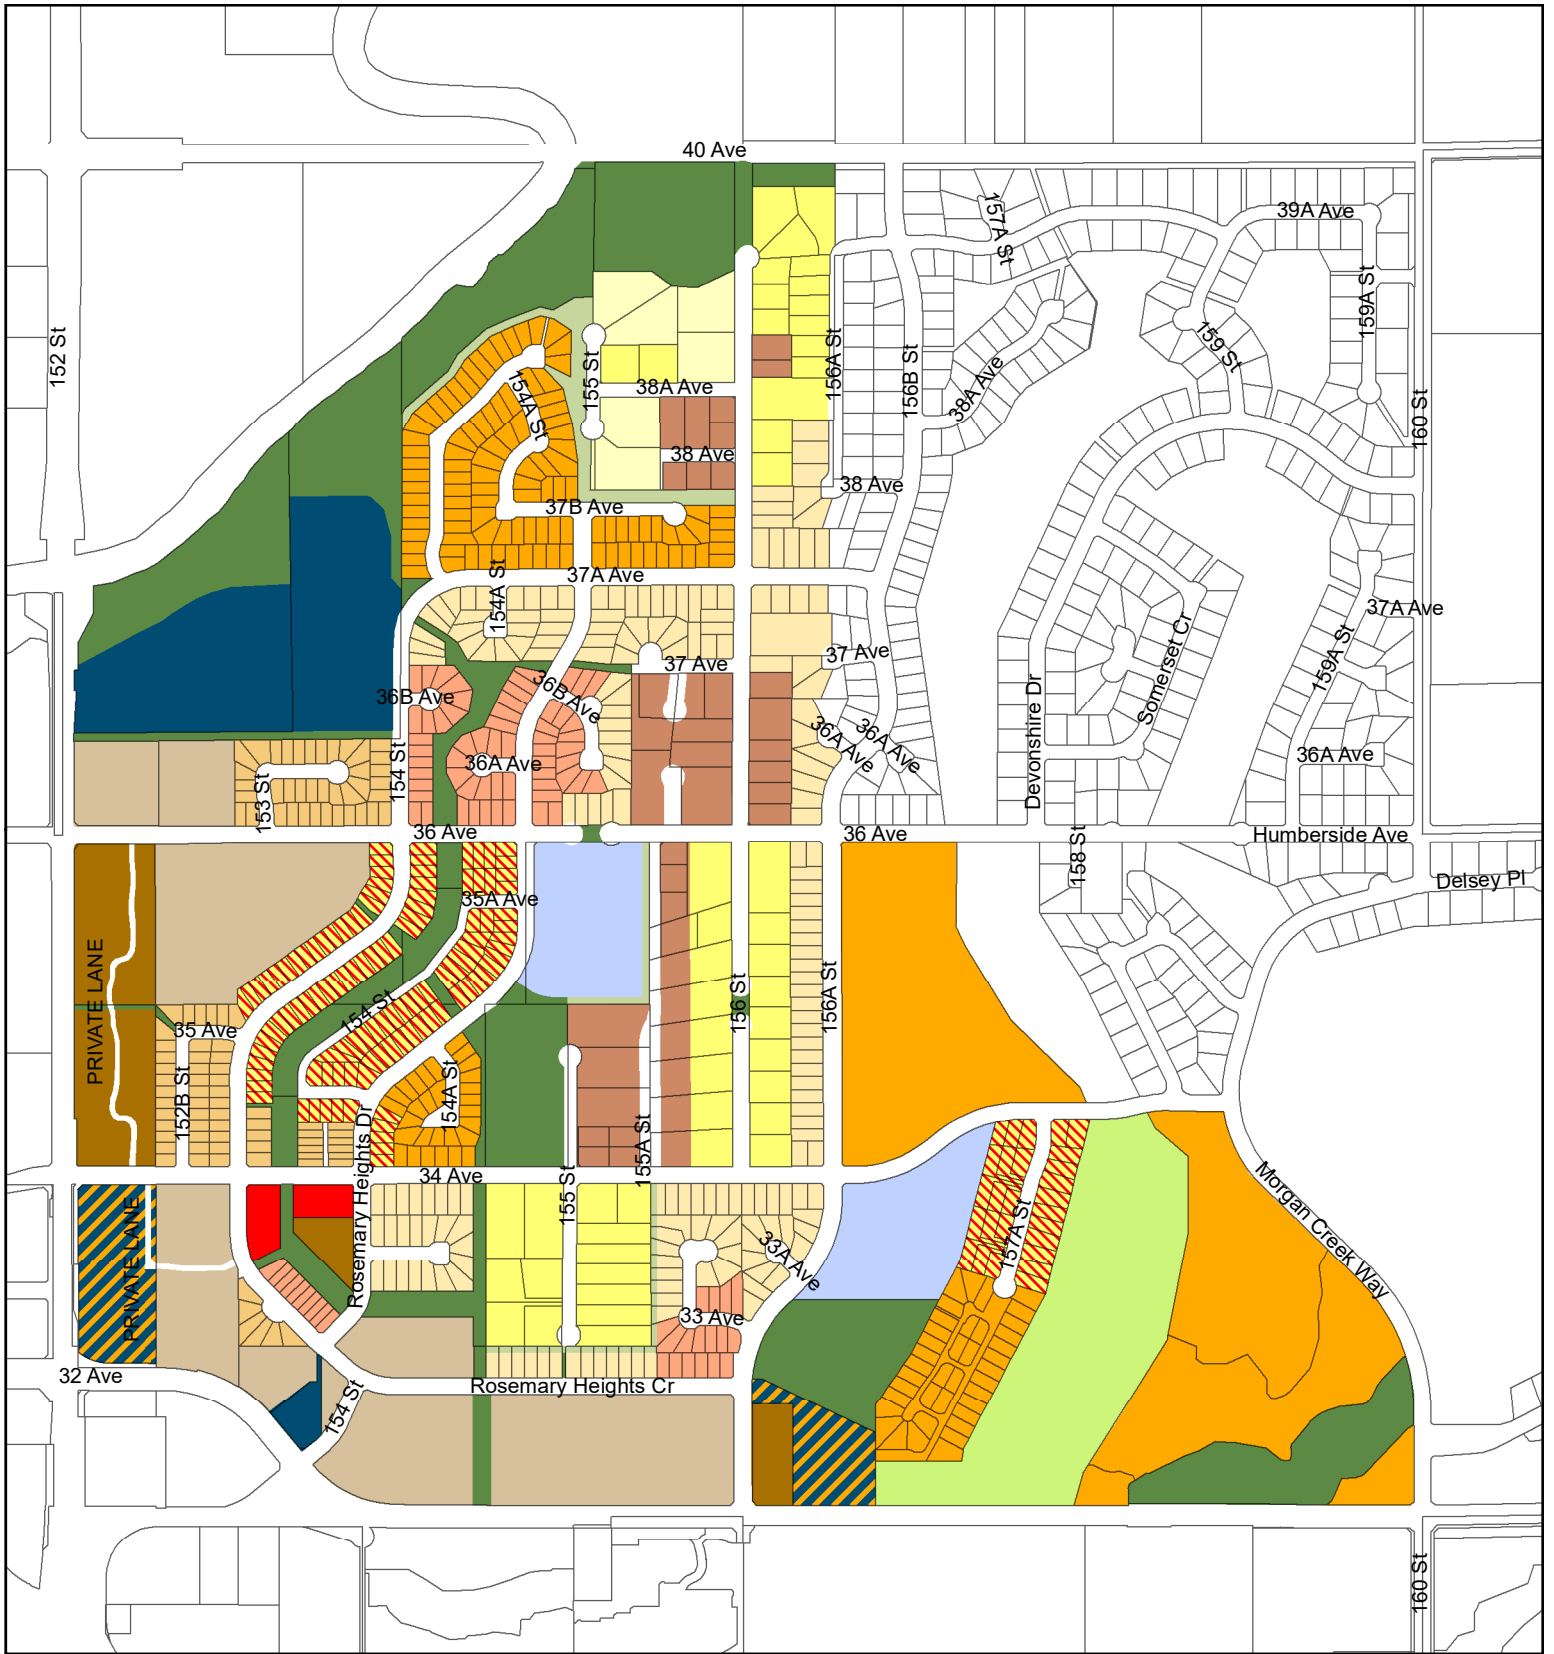 40 Ave
157A St
39A Ave
152 St
155 St
156A St
156B St
159 St
159A St
38A Ave
38A Ave
154A St
160 St
38 Ave
38 Ave
37B Ave
37A Ave
154A St
37A Ave
37 Ave
37 Ave
Somerset Cr
159A St
36B Ave
36B Ave
Devonshire Dr
36A Ave
36A Ave
36A Ave
36A Ave
154 St
153 St
36 Ave
36 Ave
Humberside Ave
158 St
Delsey Pl
35A Ave
PRIVATE LANE
154 St
156 St
156A St
35 Ave
152B St
154A St
155A St
Rosemary Heights Dr
34 Ave
155 St
Morgan Creek Way
PRIVATE LANE
157A St
33A Ave
33 Ave
32 Ave
Rosemary Heights Cr
154 St
160 St